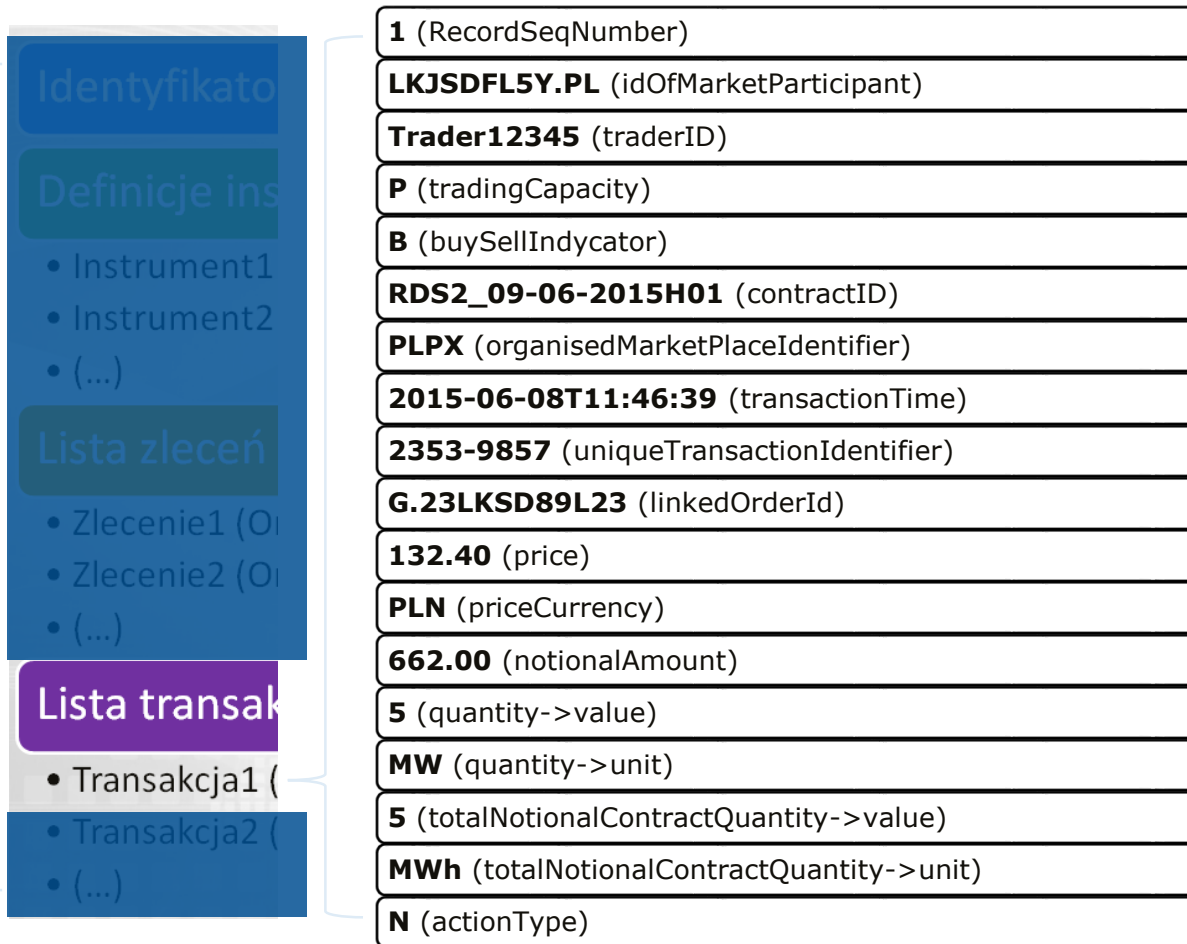 Identyfikato
Definicje ins
• Instrument1
• Instrument2
• (...)
Lista zleceń
• Zlecenie1 (Or
• Zlecenie2 (Or
• (...)
Lista transak
• Transakcja1 (
• Transakcja2 (
• (...)
1 (RecordSeqNumber)
LKJSDFL5Y.PL (idOfMarketParticipant)
Trader12345 (traderID)
P (tradingCapacity)
B (buySellIndycator)
RDS2_09-06-2015H01 (contractID)
PLPX (organisedMarketPlaceIdentifier)
2015-06-08T11:46:39 (transactionTime)
2353-9857 (uniqueTransactionIdentifier)
G.23LKSD89L23 (linkedOrderId)
132.40 (price)
PLN (priceCurrency)
662.00 (notionalAmount)
5 (quantity->value)
MW (quantity->unit)
5 (totalNotionalContractQuantity->value)
MWh (totalNotionalContractQuantity->unit)
N (actionType)